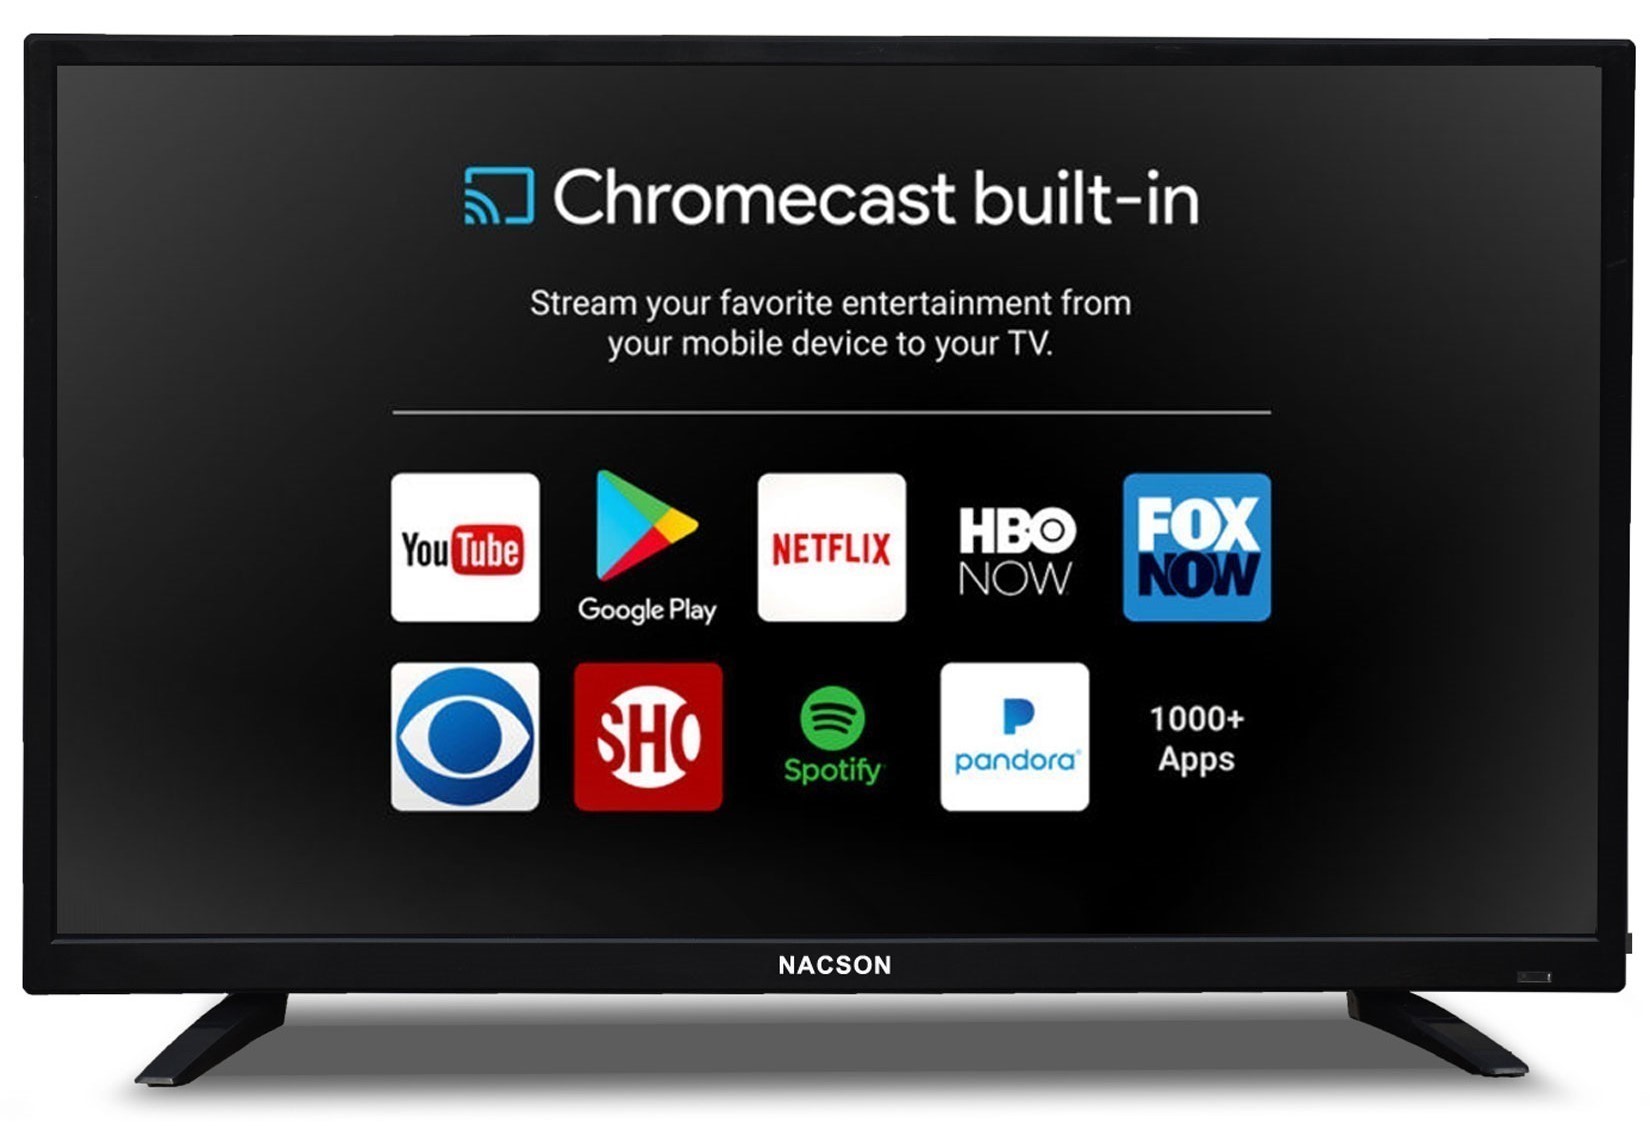 Chromecast built-in
Stream your favorite entertainment from
your mobile device to your TV.
YouTube
Google Play
NETFLIX
HBO
NOW
FOX
NOW
SHO
Spotify
pandora
1000+
Apps
NACSON